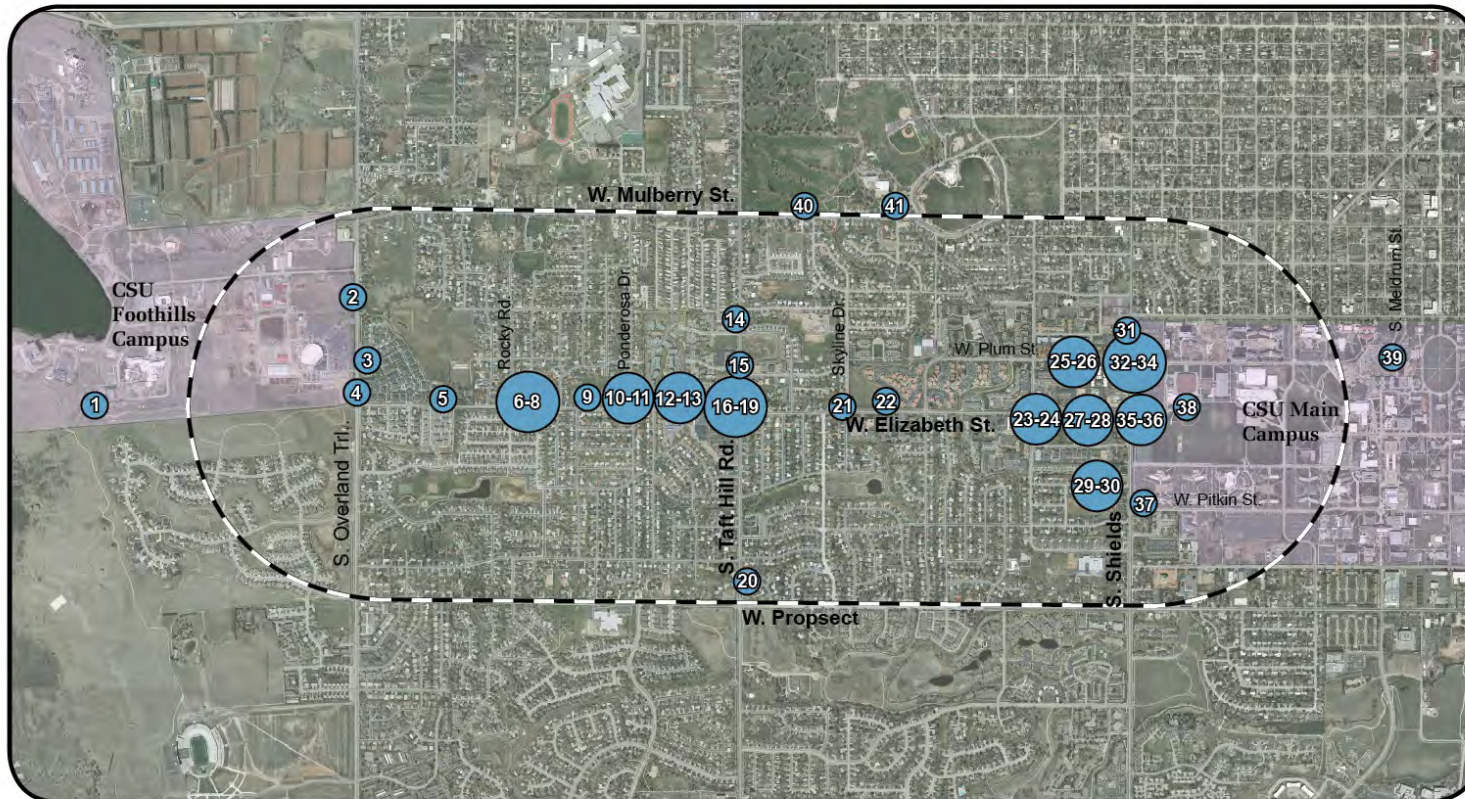 W. Mulberry St.
40
41
S. Meldrum St.
CSU
Foothills
Campus
2
Rocky Rd.
Ponderosa Dr.
14
Skyline Dr.
31
3
W. Plum St.
25-26
32-34
39
15
4
1
5
6-8
9
10-11
12-13
16-19
21
22
W. Elizabeth St.
23-24
27-28
35-36
38
CSU Main
Campus
S. Overland Trl..
S. Taft Hill Rd.
29-30
37
W. Pitkin St.
S. Shields
20
W. Propsect